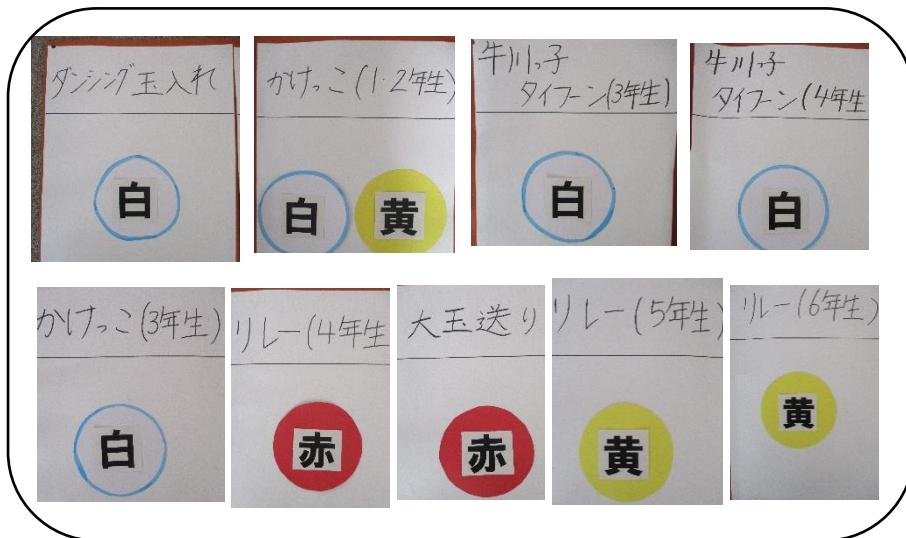 ダンシング玉入れ
白
かけっこ(1・2年生)
白 黄
牛川っ子
タイフーン(3年生)
白
牛川っ子
タイフーン(4年生
白
かけっこ(3年生)
白
リレー(4年生
赤
大玉送り
赤
リレー(5年生)
黄
リレー(6年生)
黄